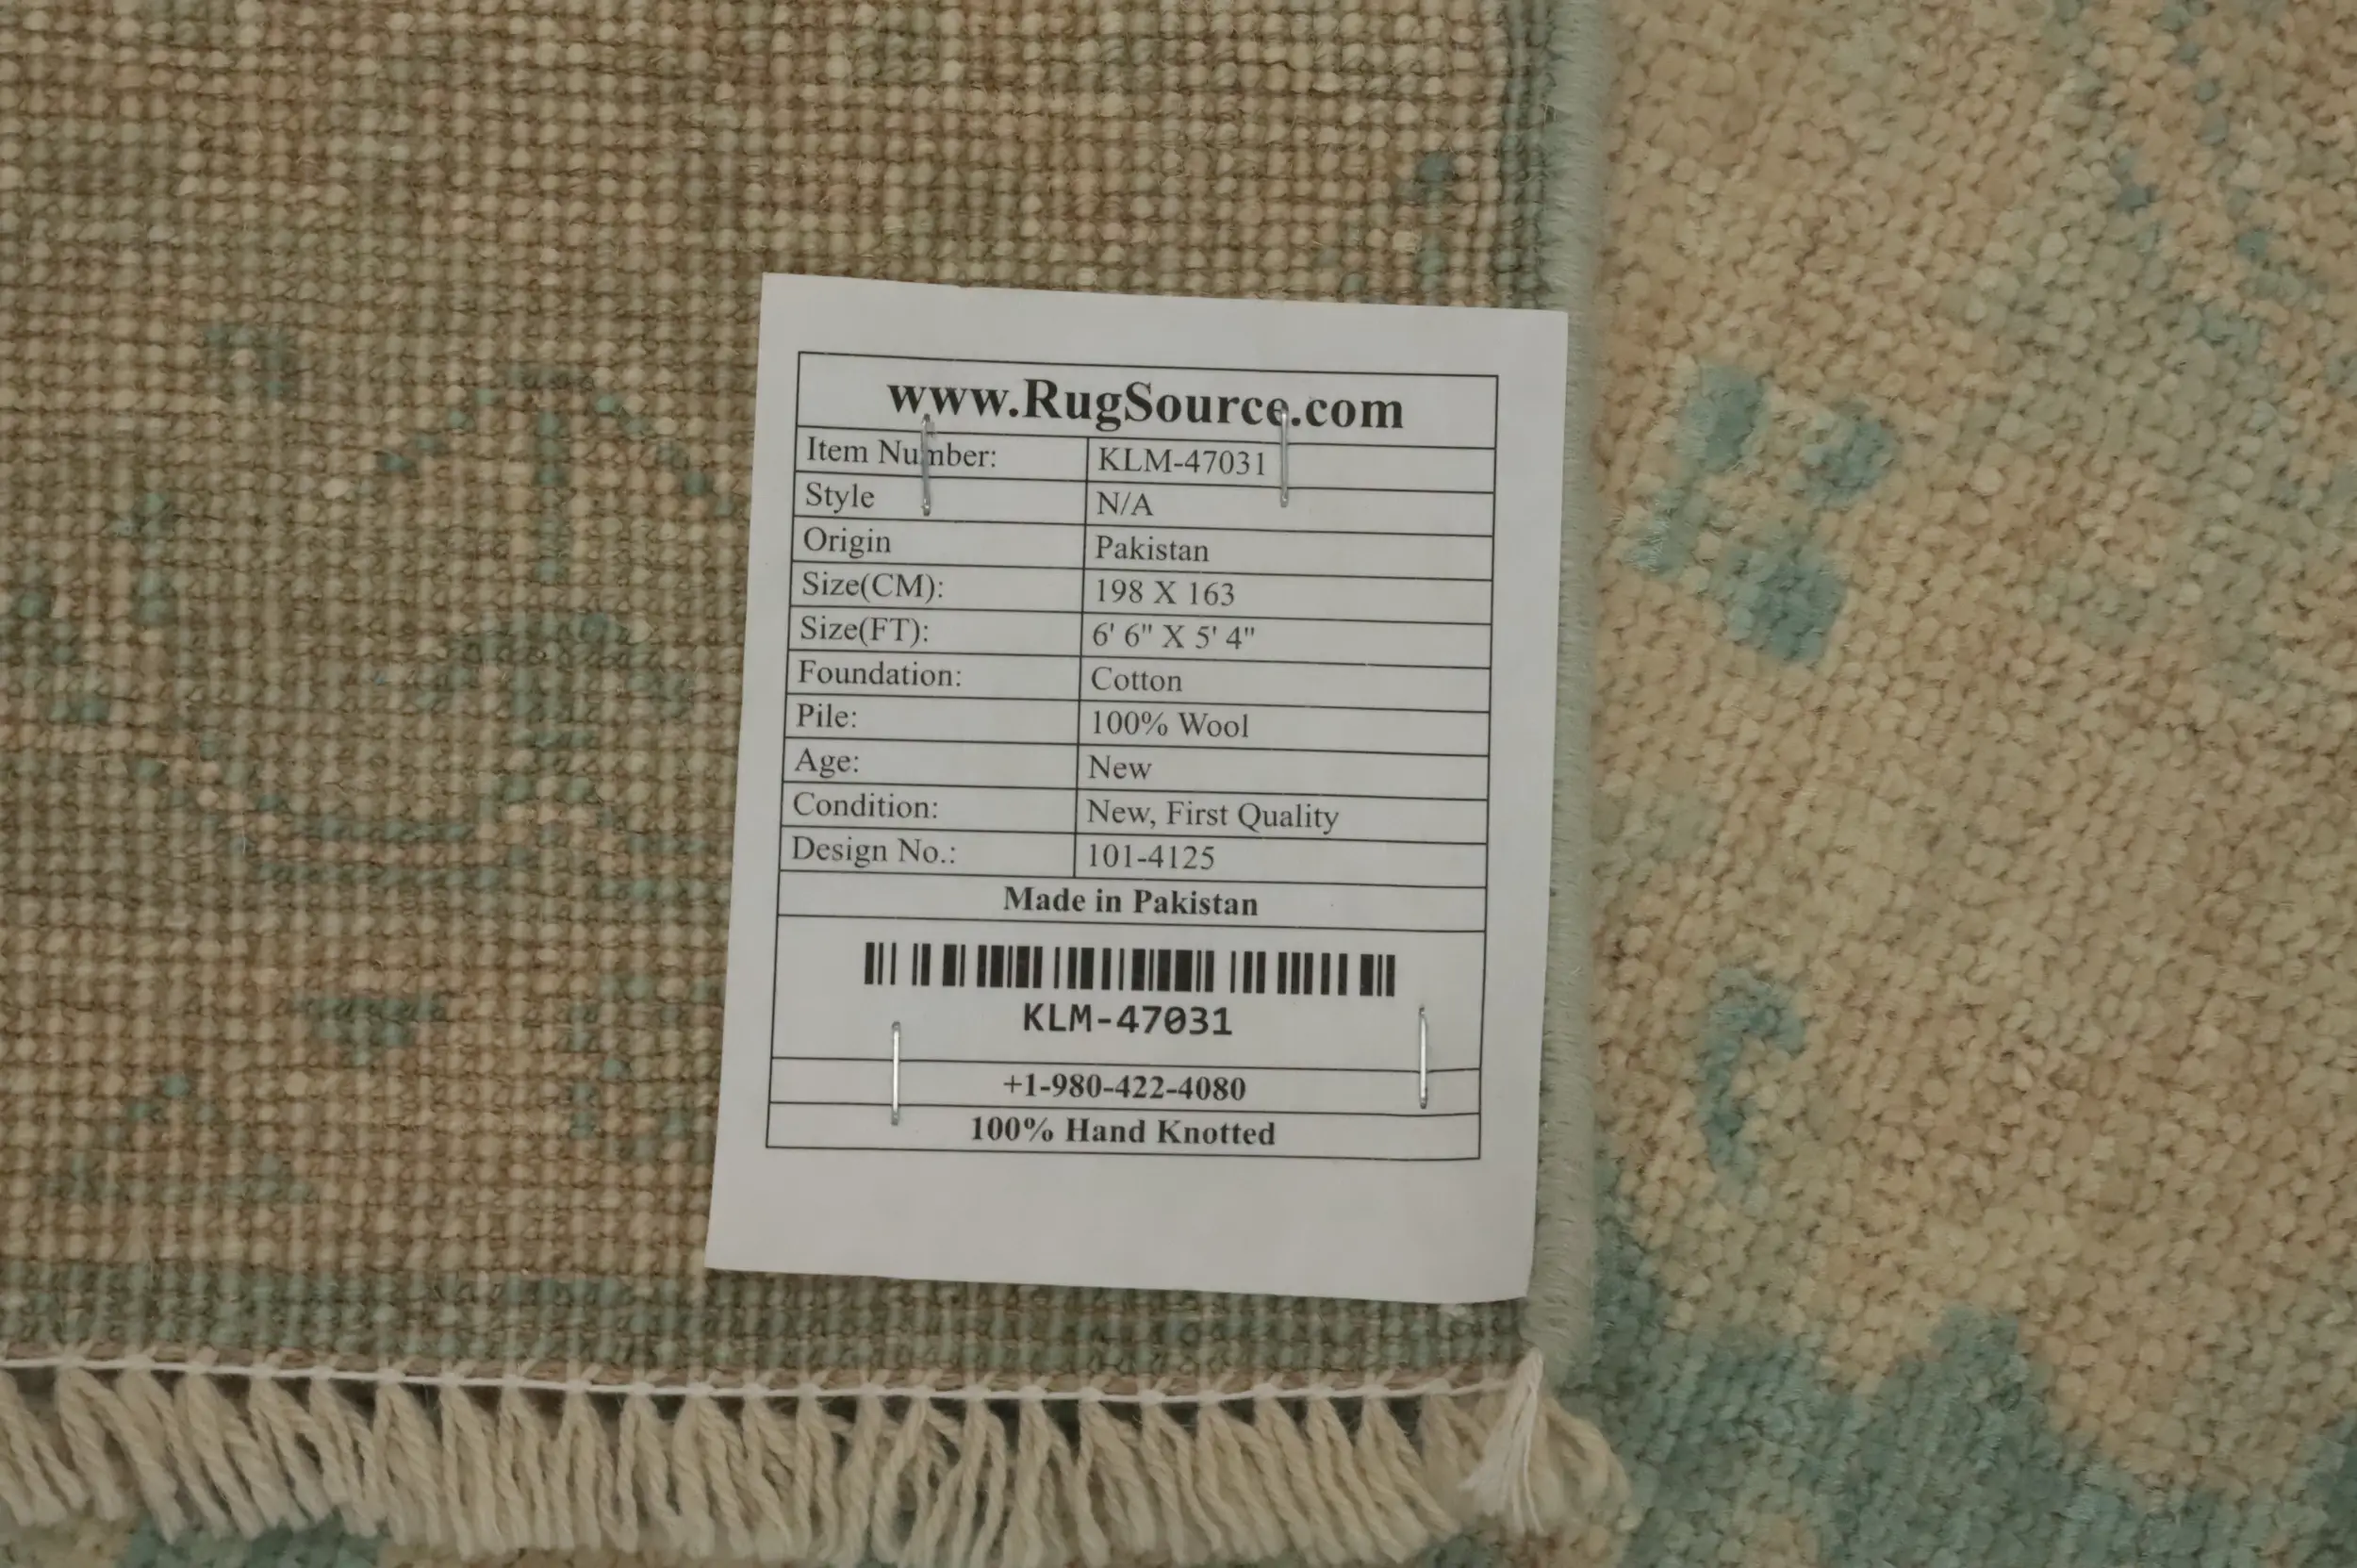 www.RugSource.com
Item Number: KLM-47031
Style N/A
Origin Pakistan
Size(CM): 198 X 163
Size(FT): 6' 6" X 5' 4"
Foundation: Cotton
Pile: 100% Wool
Age: New
Condition: New, First Quality
Design No.: 101-4125
Made in Pakistan
KLM-47031
+1-980-422-4080
100% Hand Knotted